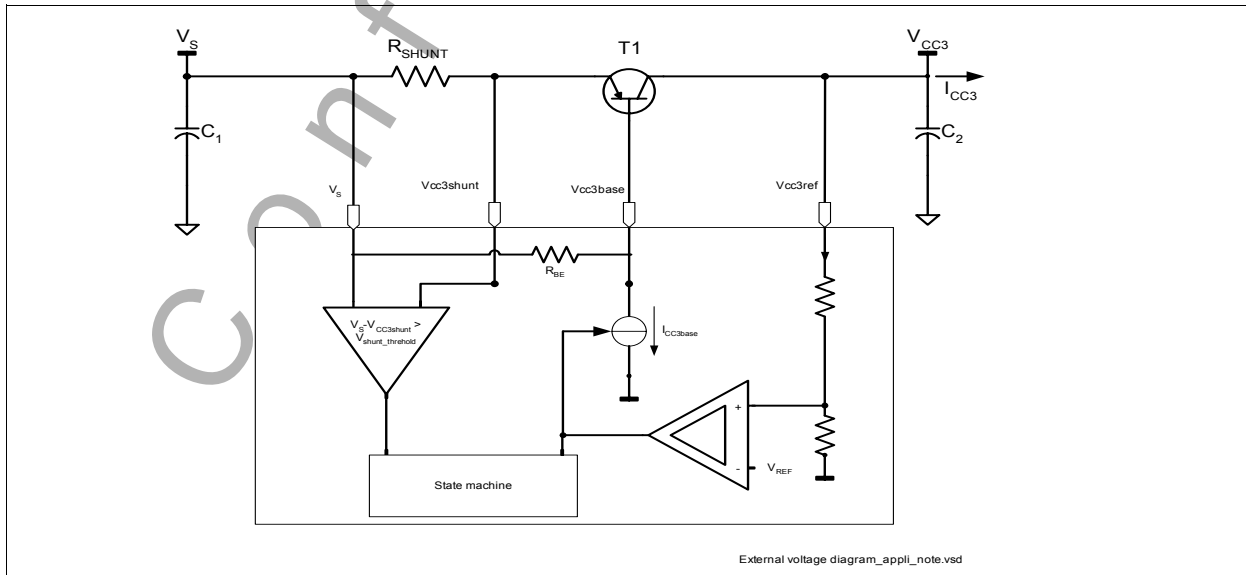 VS
RSHUNT
T1
VCC3
ICC3
C1
C2
VS
Vcc3shunt
Vcc3base
Vcc3ref
RBE
VS-VCC3shunt >
Vshunt_threhold
ICC3base
+
-
VREF
State machine
External voltage diagram_appli_note.vsd
C o n f